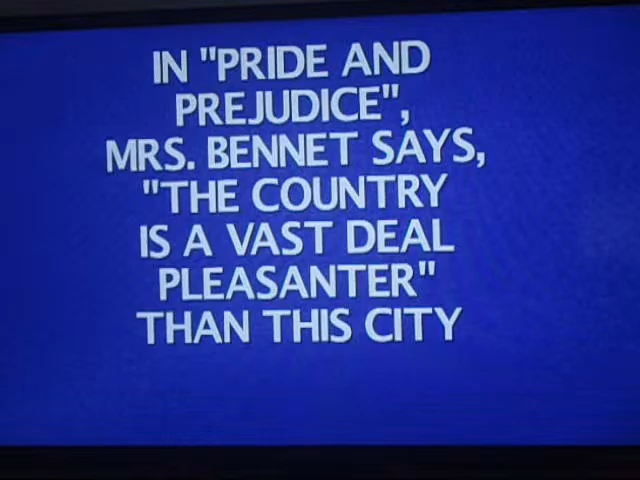 IN "PRIDE AND
PREJUDICE",
MRS. BENNET SAYS,
"THE COUNTRY
IS A VAST DEAL
PLEASANTER"
THAN THIS CITY